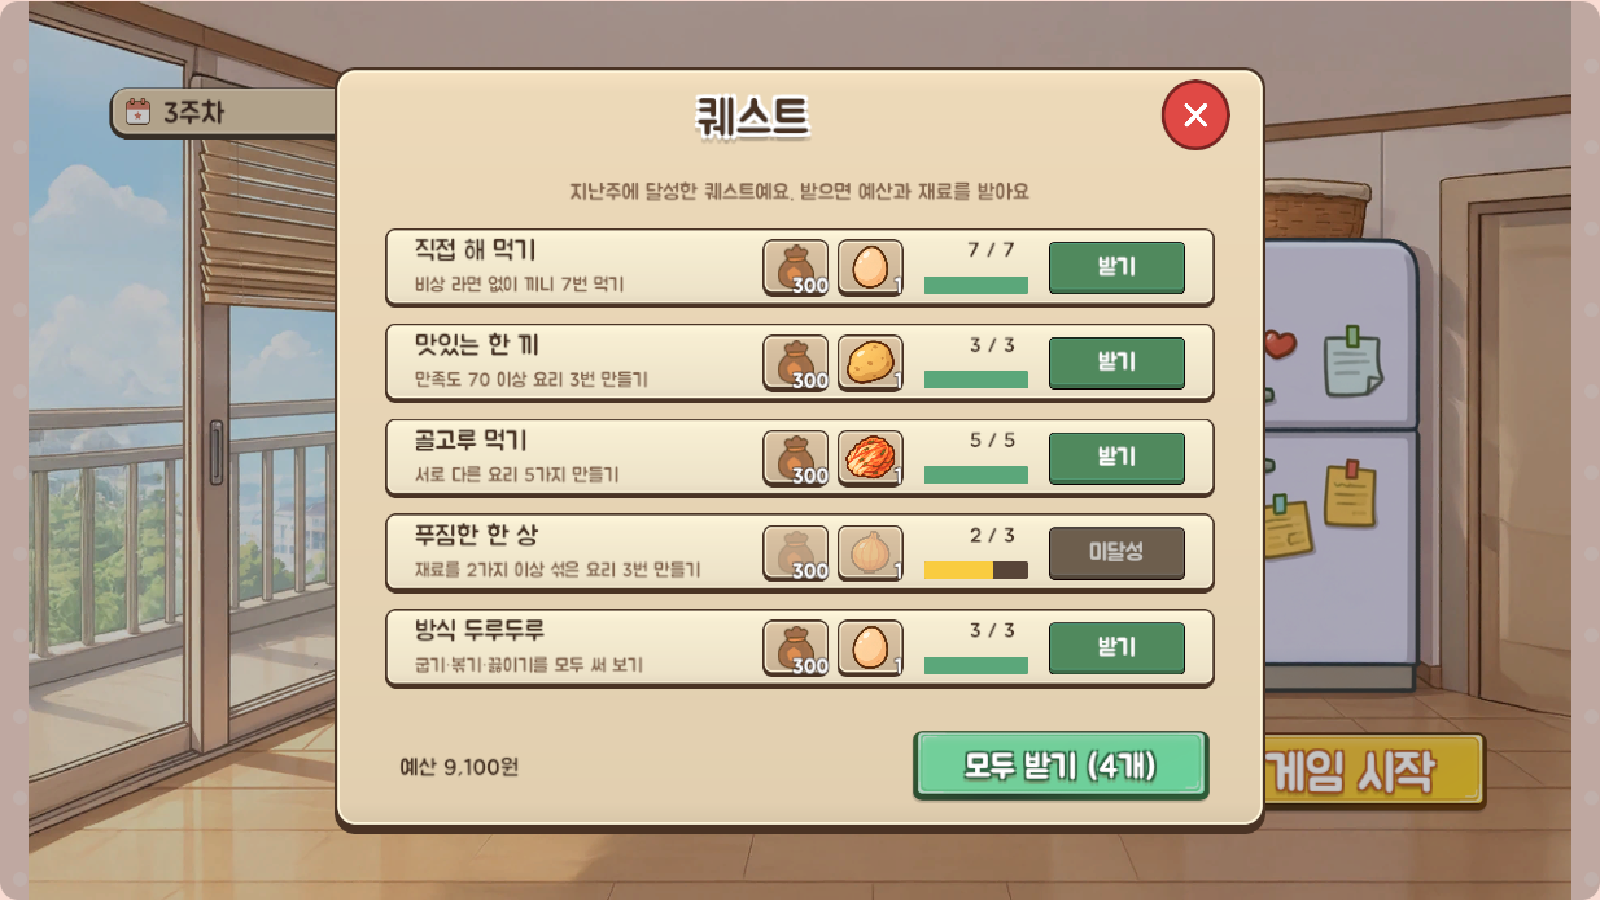 3주차
퀘스트
지난주에 달성한 퀘스트예요. 받으면 예산과 재료를 받아요
직접 해 먹기
비상 라면 없이 끼니 7번 먹기
300
1
7 / 7
받기
맛있는 한 끼
만족도 70 이상 요리 3번 만들기
300
1
3 / 3
받기
골고루 먹기
서로 다른 요리 5가지 만들기
300
1
5 / 5
받기
푸짐한 한 상
재료를 2가지 이상 섞은 요리 3번 만들기
300
1
2 / 3
미달성
방식 두루두루
굽기·볶기·끓이기를 모두 써 보기
300
1
3 / 3
받기
예산 9,100원
모두 받기 (4개)
게임 시작